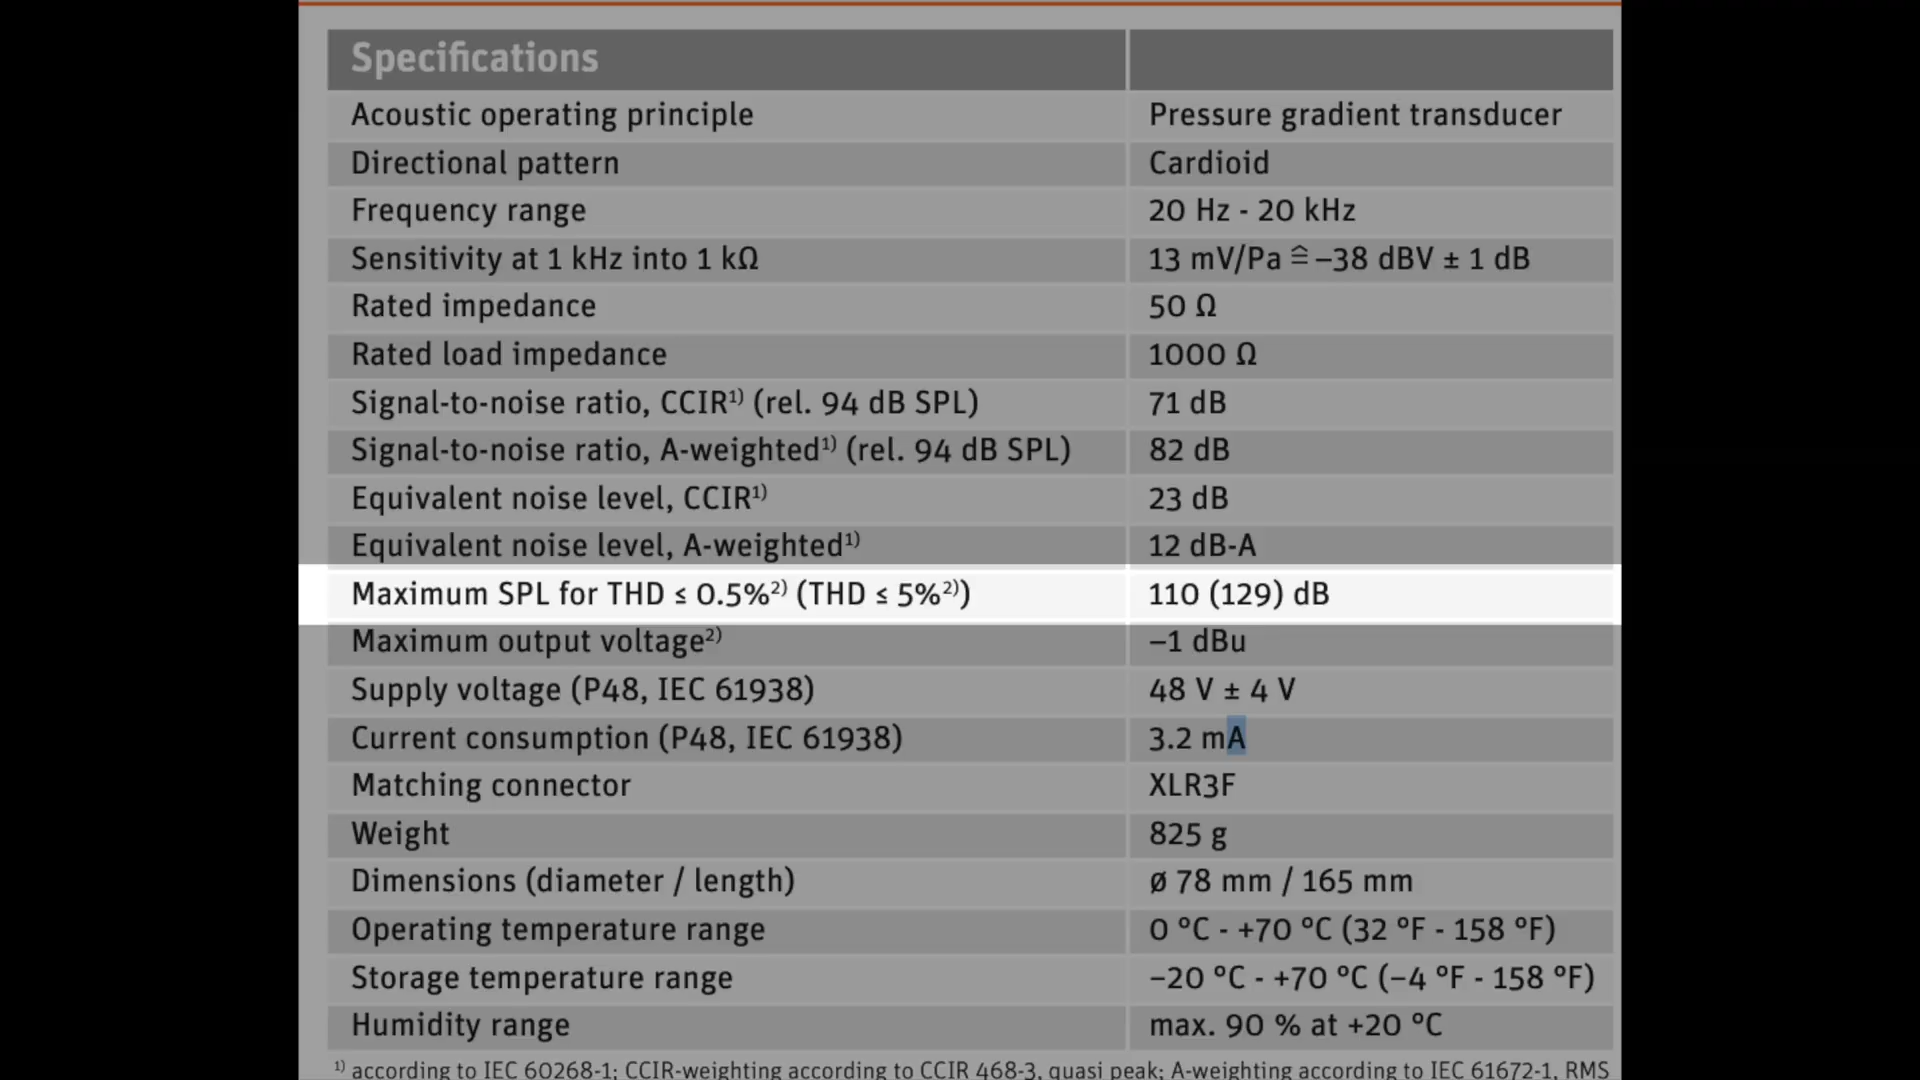 Specifications
Acoustic operating principle Pressure gradient transducer
Directional pattern Cardioid
Frequency range 20 Hz - 20 kHz
Sensitivity at 1 kHz into 1 kΩ 13 mV/Pa ≙ –38 dBV ± 1 dB
Rated impedance 50 Ω
Rated load impedance 1000 Ω
Signal-to-noise ratio, CCIR¹⁾ (rel. 94 dB SPL) 71 dB
Signal-to-noise ratio, A-weighted¹⁾ (rel. 94 dB SPL) 82 dB
Equivalent noise level, CCIR¹⁾ 23 dB
Equivalent noise level, A-weighted¹⁾ 12 dB-A
Maximum SPL for THD ≤ 0.5%²⁾ (THD ≤ 5%²⁾) 110 (129) dB
Maximum output voltage²⁾ –1 dBu
Supply voltage (P48, IEC 61938) 48 V ± 4 V
Current consumption (P48, IEC 61938) 3.2 mA
Matching connector XLR3F
Weight 825 g
Dimensions (diameter / length) ø 78 mm / 165 mm
Operating temperature range 0 °C - +70 °C (32 °F - 158 °F)
Storage temperature range –20 °C - +70 °C (–4 °F - 158 °F)
Humidity range max. 90 % at +20 °C
¹⁾ according to IEC 60268-1; CCIR-weighting according to CCIR 468-3, quasi peak; A-weighting according to IEC 61672-1, RMS